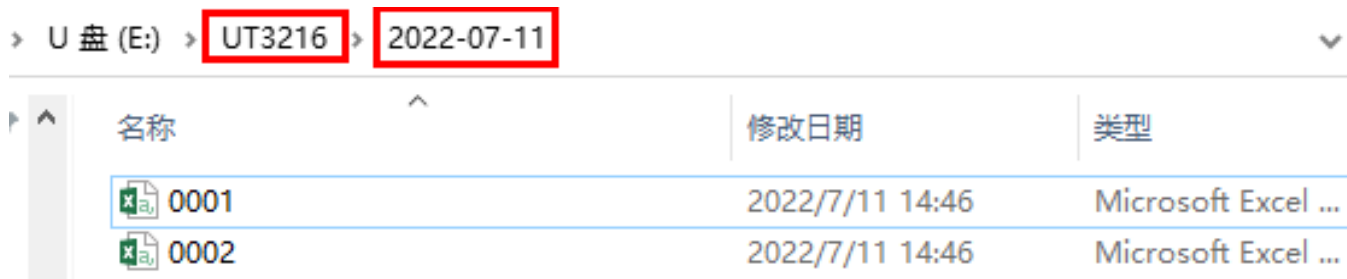 › U 盘 (E:) › UT3216 › 2022-07-11
名称 修改日期 类型
0001 2022/7/11 14:46 Microsoft Excel ...
0002 2022/7/11 14:46 Microsoft Excel ...